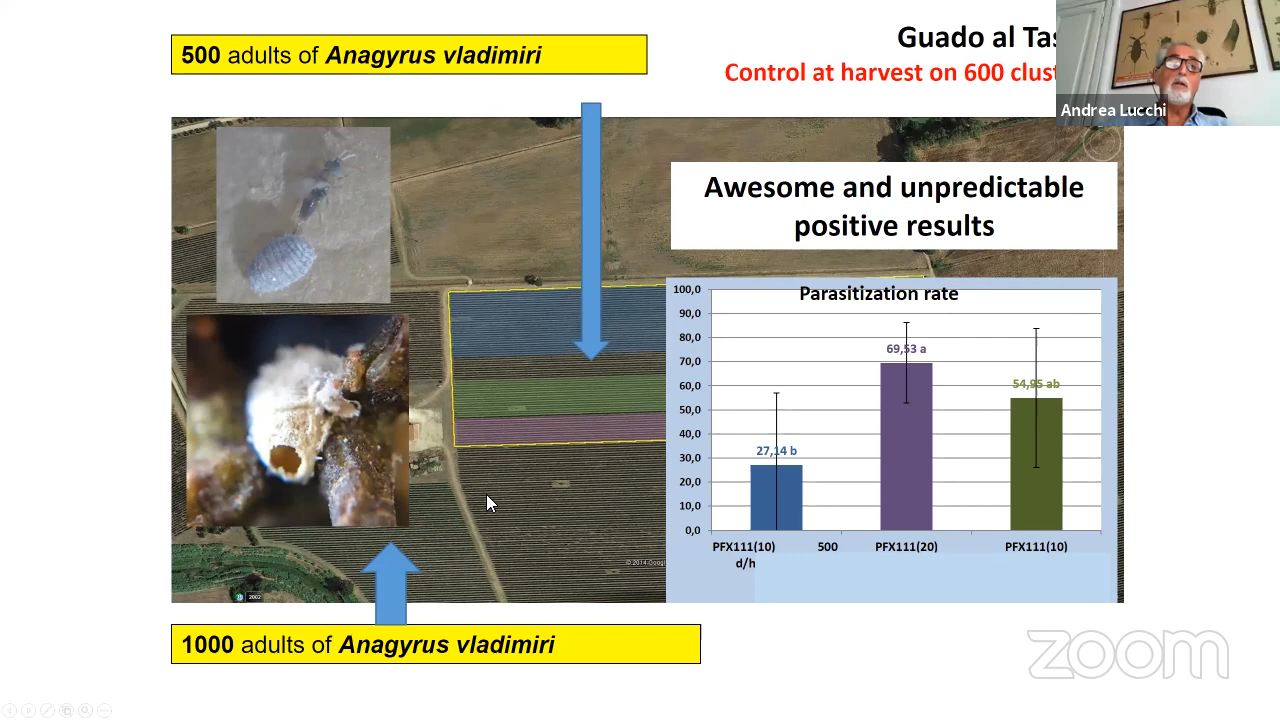 500 adults of Anagyrus vladimiri
Guado al Tas
Control at harvest on 600 clust
Andrea Lucchi
Awesome and unpredictable
positive results
Parasitization rate
100,0
90,0
80,0
70,0
60,0
50,0
40,0
30,0
20,0
10,0
0,0
27,14 b
69,53 a
54,95 ab
PFX111(10) 500
d/h
PFX111(20)
PFX111(10)
© 2014 Googl
2002
1000 adults of Anagyrus vladimiri
zoom